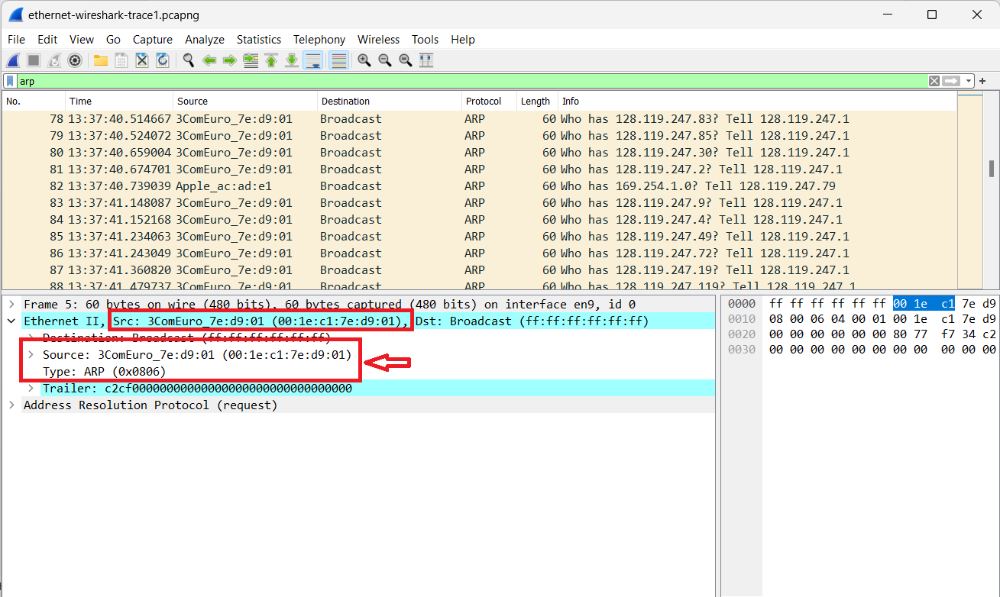 ethernet-wireshark-trace1.pcapng
File Edit View Go Capture Analyze Statistics Telephony Wireless Tools Help
arp
No. Time Source Destination Protocol Length Info
78 13:37:40.514667 3ComEuro_7e:d9:01 Broadcast ARP 60 Who has 128.119.247.83? Tell 128.119.247.1
79 13:37:40.524072 3ComEuro_7e:d9:01 Broadcast ARP 60 Who has 128.119.247.85? Tell 128.119.247.1
80 13:37:40.659004 3ComEuro_7e:d9:01 Broadcast ARP 60 Who has 128.119.247.30? Tell 128.119.247.1
81 13:37:40.674701 3ComEuro_7e:d9:01 Broadcast ARP 60 Who has 128.119.247.2? Tell 128.119.247.1
82 13:37:40.739039 Apple_ac:ad:e1 Broadcast ARP 60 Who has 169.254.1.0? Tell 128.119.247.79
83 13:37:41.148087 3ComEuro_7e:d9:01 Broadcast ARP 60 Who has 128.119.247.9? Tell 128.119.247.1
84 13:37:41.152168 3ComEuro_7e:d9:01 Broadcast ARP 60 Who has 128.119.247.4? Tell 128.119.247.1
85 13:37:41.234063 3ComEuro_7e:d9:01 Broadcast ARP 60 Who has 128.119.247.49? Tell 128.119.247.1
86 13:37:41.243049 3ComEuro_7e:d9:01 Broadcast ARP 60 Who has 128.119.247.72? Tell 128.119.247.1
87 13:37:41.360820 3ComEuro_7e:d9:01 Broadcast ARP 60 Who has 128.119.247.19? Tell 128.119.247.1
88 13:37:41.479737 3ComEuro_7e:d9:01 Broadcast ARP 60 Who has 128.119.247.119? Tell 128.119.247.1
Frame 5: 60 bytes on wire (480 bits), 60 bytes captured (480 bits) on interface en9, id 0
Ethernet II, Src: 3ComEuro_7e:d9:01 (00:1e:c1:7e:d9:01), Dst: Broadcast (ff:ff:ff:ff:ff:ff)
Destination: Broadcast (ff:ff:ff:ff:ff:ff)
Source: 3ComEuro_7e:d9:01 (00:1e:c1:7e:d9:01)
Type: ARP (0x0806)
Trailer: c2cf00000000000000000000000000000000
Address Resolution Protocol (request)
0000 ff ff ff ff ff ff 00 1e c1 7e d9
0010 08 00 06 04 00 01 00 1e c1 7e d9
0020 00 00 00 00 00 00 80 77 f7 34 c2
0030 00 00 00 00 00 00 00 00 00 00 00